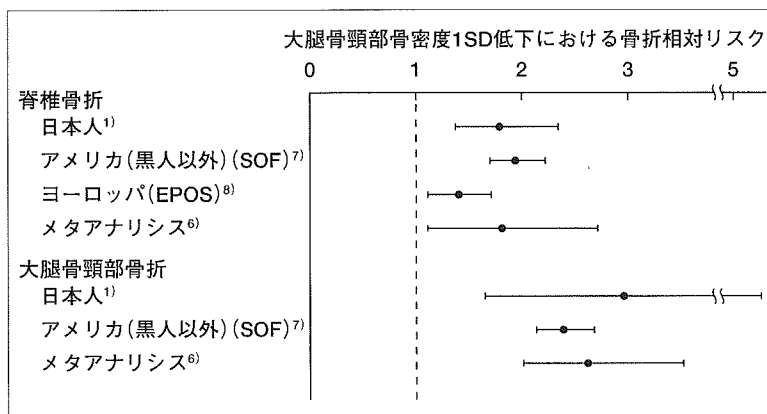 大腿骨頸部骨密度1SD低下における骨折相対リスク
0 1 2 3 5
脊椎骨折
日本人1)
アメリカ(黒人以外)(SOF)7)
ヨーロッパ(EPOS)8)
メタアナリシス6)
大腿骨頸部骨折
日本人1)
アメリカ(黒人以外)(SOF)7)
メタアナリシス6)